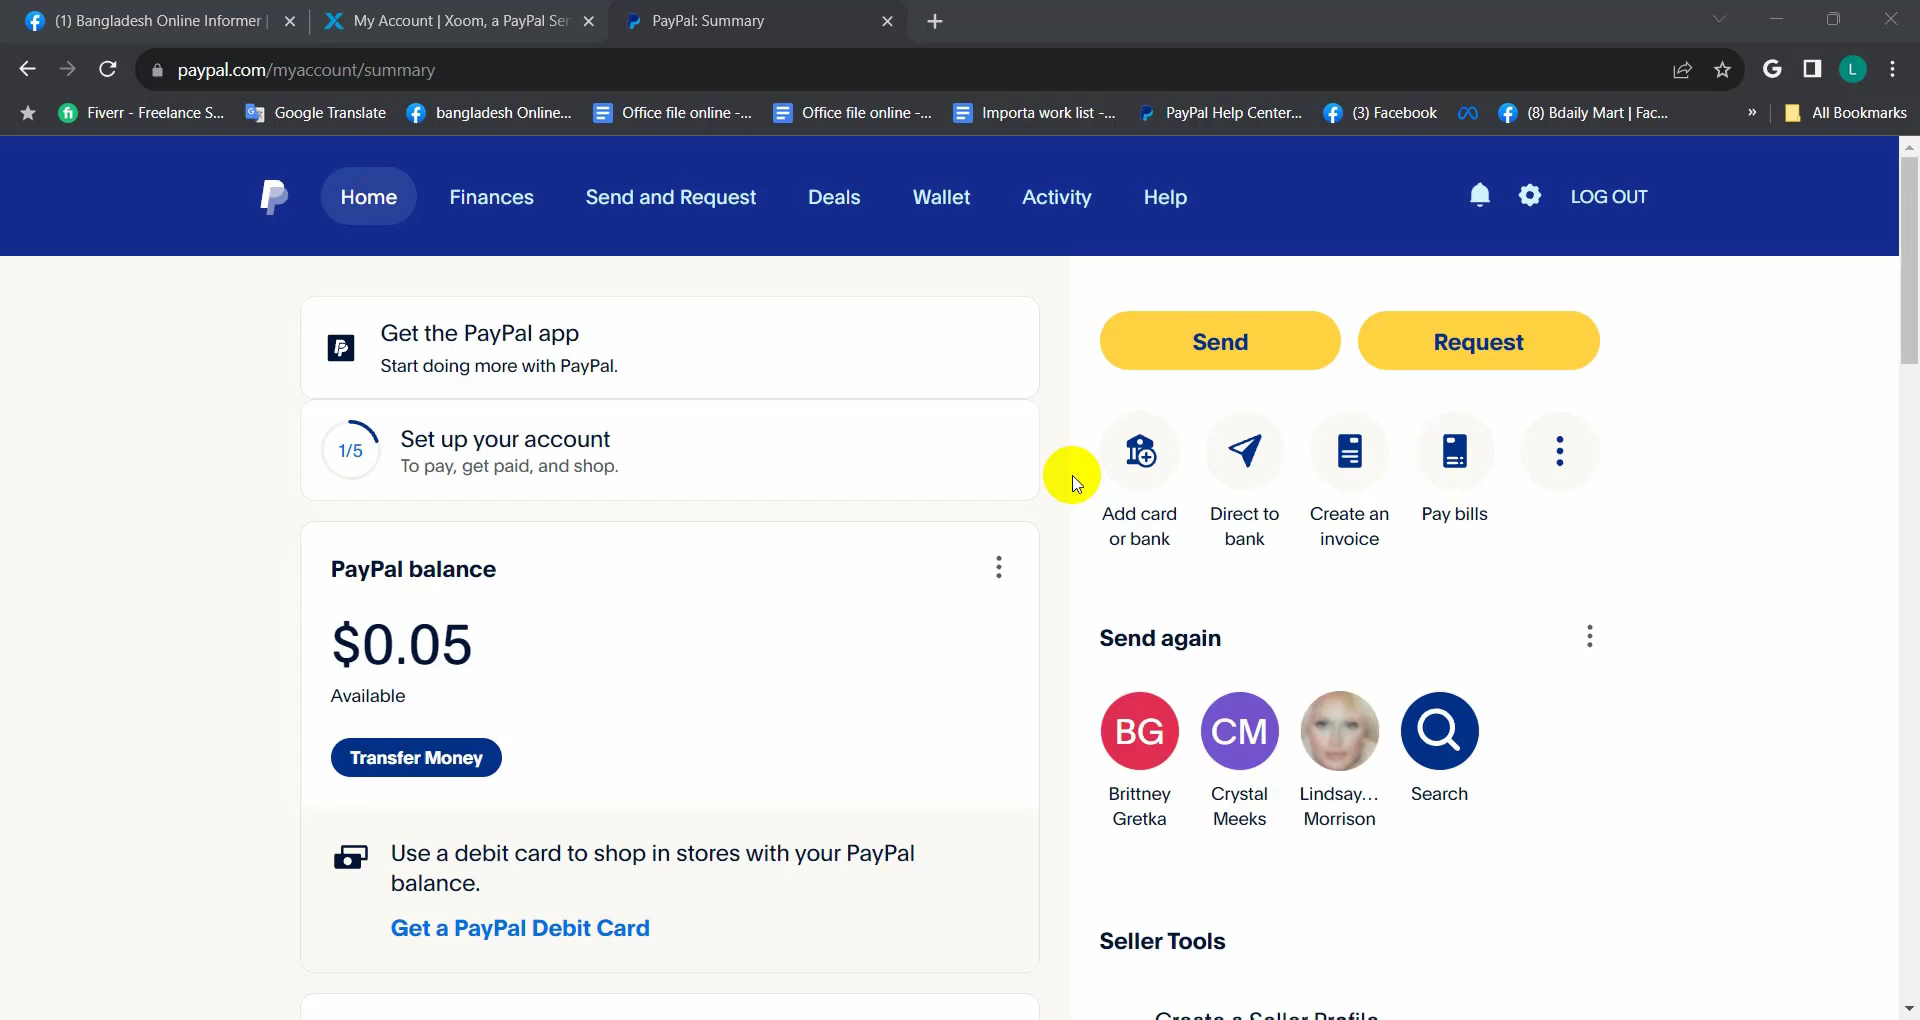 (1) Bangladesh Online Informer |
My Account | Xoom, a PayPal Ser
PayPal: Summary
paypal.com/myaccount/summary
L
Fiverr - Freelance S...
Google Translate
bangladesh Online...
Office file online -...
Office file online -...
Importa work list -...
PayPal Help Center...
(3) Facebook
(8) Bdaily Mart | Fac...
»
All Bookmarks
Home
Finances
Send and Request
Deals
Wallet
Activity
Help
LOG OUT
Get the PayPal app
Start doing more with PayPal.
1/5
Set up your account
To pay, get paid, and shop.
PayPal balance
$0.05
Available
Transfer Money
Use a debit card to shop in stores with your PayPal
balance.
Get a PayPal Debit Card
Send
Request
Add card
or bank
Direct to
bank
Create an
invoice
Pay bills
Send again
BG
CM
Brittney
Gretka
Crystal
Meeks
Lindsay...
Morrison
Search
Seller Tools
Create a Seller Profile